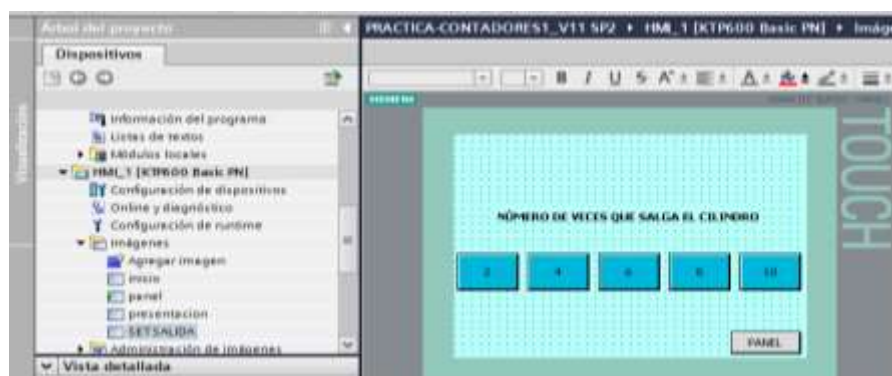 Árbol del proyecto
PRACTICA-CONTADORES1_V11 SP2 ▸ HMI_1 [KTP600 Basic PN] ▸ Imáge
Dispositivos
B I U S A
Visualización
SIEMENS
TOUCH
Información del programa
Listas de textos
Módulos locales
HMI_1 [KTP600 Basic PN]
Configuración de dispositivos
Online y diagnóstico
Configuración de runtime
Imágenes
Agregar imagen
inicio
panel
presentacion
SETSALIDA
Administración de imágenes
Vista detallada
NÚMERO DE VECES QUE SALGA EL CILINDRO
2 4 6 8 10
PANEL